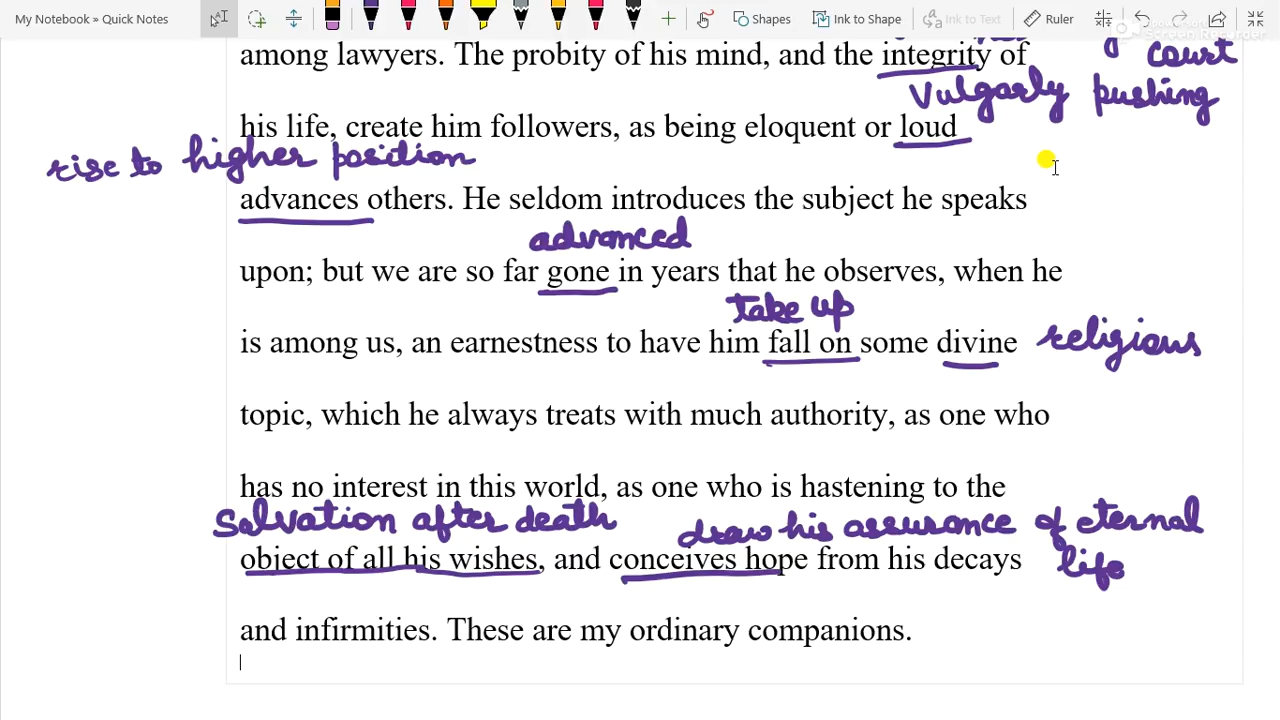 My Notebook » Quick Notes
Shapes
Ink to Shape
Ink to Text
Ruler
Screen Recorder
court
among lawyers. The probity of his mind, and the integrity of
Vulgarly pushing
his life, create him followers, as being eloquent or loud
rise to higher position
advances others. He seldom introduces the subject he speaks
advanced
upon; but we are so far gone in years that he observes, when he
take up
is among us, an earnestness to have him fall on some divine religious
topic, which he always treats with much authority, as one who
has no interest in this world, as one who is hastening to the
Salvation after death draw his assurance of eternal
object of all his wishes, and conceives hope from his decays life
and infirmities. These are my ordinary companions.